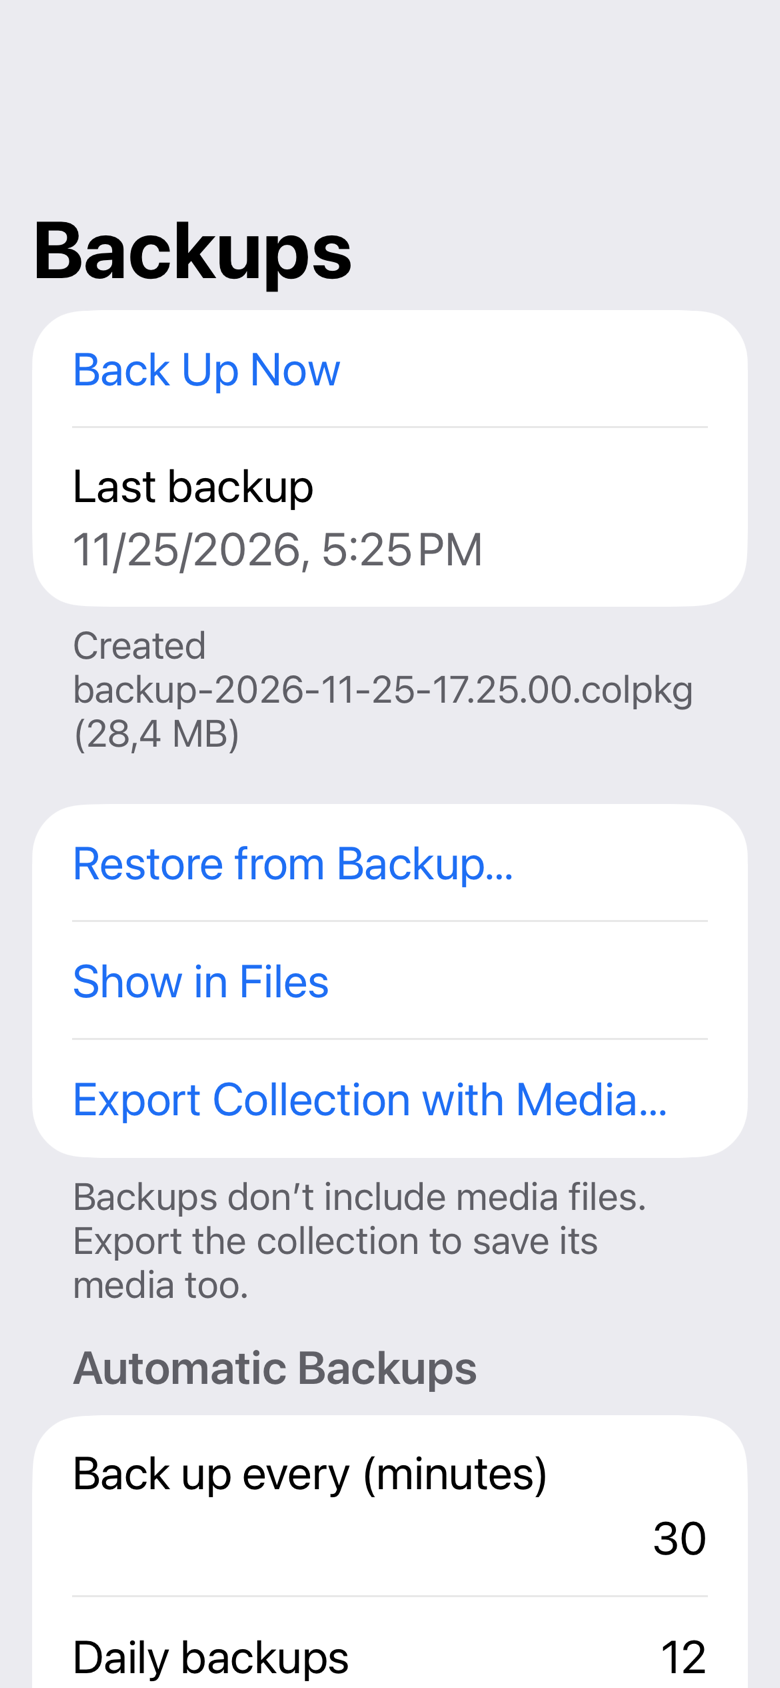 Backups
Back Up Now
Last backup
11/25/2026, 5:25 PM
Created
backup-2026-11-25-17.25.00.colpkg
(28,4 MB)
Restore from Backup...
Show in Files
Export Collection with Media...
Backups don’t include media files.
Export the collection to save its
media too.
Automatic Backups
Back up every (minutes)
30
Daily backups 12